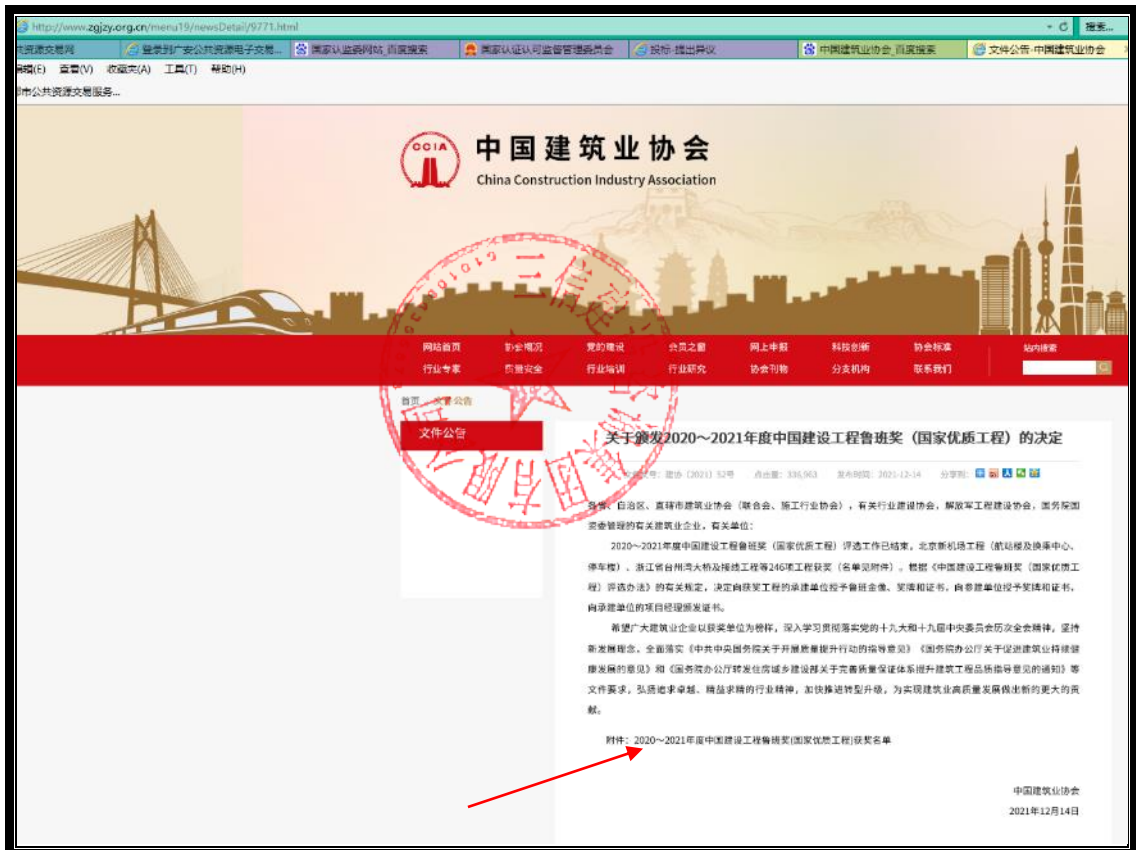 http://www.zgjzy.org.cn/menu19/newsDetail/9771.html
搜索...
共资源交易网
登录到广安公共资源电子交易...
国家认监委网站_百度搜索
国家认证认可监督管理委员会
投标-提出异议
中国建筑业协会_百度搜索
文件公告-中国建筑业协会
编辑(E) 查看(V) 收藏夹(A) 工具(T) 帮助(H)
都市公共资源交易服务...
CCIA
中国建筑业协会
China Construction Industry Association
网站首页 协会概况 党的建设 会员之窗 网上申报 科技创新 协会标准 站内搜索
行业专家 质量安全 行业培训 行业研究 协会刊物 分支机构 联系我们
首页 文件公告
文件公告
关于颁发2020～2021年度中国建设工程鲁班奖（国家优质工程）的决定
文章文号：建协〔2021〕52号 点击量：336,963 发布时间：2021-12-14 分享到：
各省、自治区、直辖市建筑业协会（联合会、施工行业协会），有关行业建设协会，解放军工程建设协会，国务院国
资委管理的有关建筑业企业，有关单位：
2020～2021年度中国建设工程鲁班奖（国家优质工程）评选工作已结束，北京新机场工程（航站楼及换乘中心、
停车楼）、浙江省台州湾大桥及接线工程等246项工程获奖（名单见附件）。根据《中国建设工程鲁班奖（国家优质工
程）评选办法》的有关规定，决定向获奖工程的承建单位授予鲁班金像、奖牌和证书，向参建单位授予奖牌和证书，
向承建单位的项目经理颁发证书。
希望广大建筑业企业以获奖单位为榜样，深入学习贯彻落实党的十九大和十九届中央委员会历次全会精神，坚持
新发展理念，全面落实《中共中央国务院关于开展质量提升行动的指导意见》《国务院办公厅关于促进建筑业持续健
康发展的意见》和《国务院办公厅转发住房城乡建设部关于完善质量保证体系提升建筑工程品质指导意见的通知》等
文件要求，弘扬追求卓越、精益求精的行业精神，加快推进转型升级，为实现建筑业高质量发展做出新的更大的贡
献。
附件：2020～2021年度中国建设工程鲁班奖(国家优质工程)获奖名单
中国建筑业协会
2021年12月14日